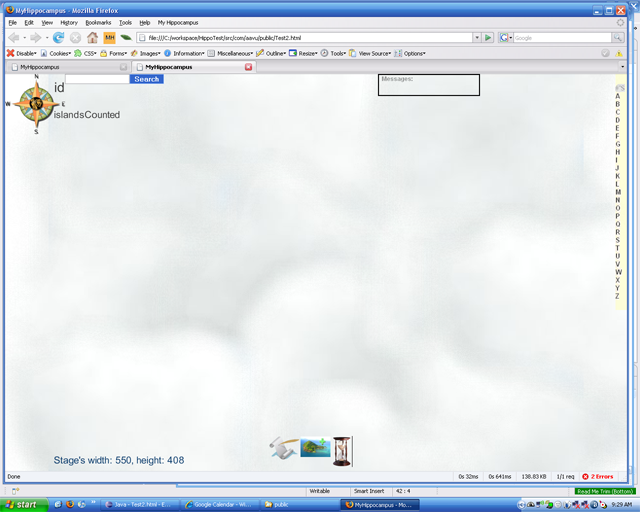 MyHippocampus - Mozilla Firefox
File Edit View History Bookmarks Tools Help My Hippocampus
MH file:///C:/workspace/HippoTest/src/com/aavu/public/Test2.html Google
Disable Cookies CSS Forms Images Information Miscellaneous Outline Resize Tools View Source Options
MyHippocampus MyHippocampus
N
Search
Messages:
id
W E
islandsCounted
S
A
B
C
D
E
F
G
H
I
J
K
L
M
N
O
P
Q
R
S
T
U
V
W
X
Y
Z
Stage's width: 550, height: 408
Done 0s 32ms 0s 641ms 138.83 KB 1/1 req 2 Errors
Writable Smart Insert 42 : 4 Read Me Trim (Bottom)
start Java - Test2.html - E... Google Calendar - Wi... public MyHippocampus - Mo... 9:29 AM